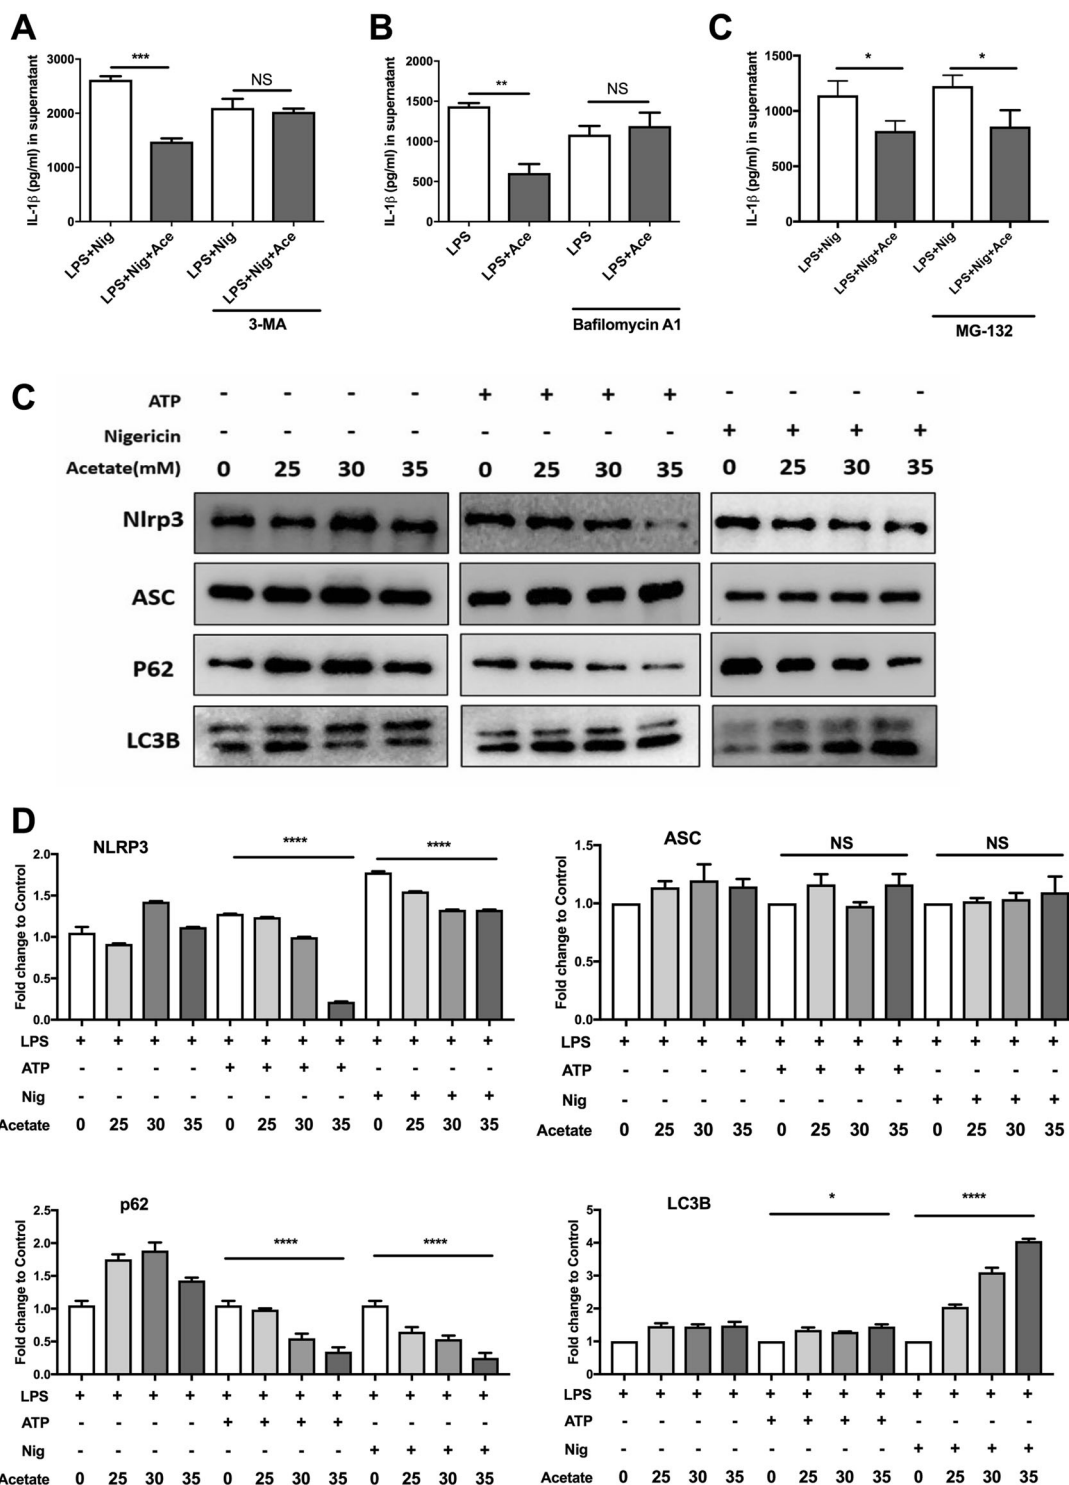 A
IL-1β (pg/ml) in supernatant
3000
2000
1000
0
***
NS
LPS+Nig
LPS+Nig+Ace
LPS+Nig
LPS+Nig+Ace
3-MA
B
IL-1β (pg/ml) in supernatant
2000
1500
1000
500
0
**
NS
LPS
LPS+Ace
LPS
LPS+Ace
Bafilomycin A1
C
IL-1β (pg/ml) in supernatant
1500
1000
500
0
*
*
LPS+Nig
LPS+Nig+Ace
LPS+Nig
LPS+Nig+Ace
MG-132
C
ATP - - - - + + + + - - - -
Nigericin - - - - - - - - + + + +
Acetate(mM) 0 25 30 35 0 25 30 35 0 25 30 35
Nlrp3
ASC
P62
LC3B
D
NLRP3
Fold change to Control
2.0
1.5
1.0
0.5
0.0
****
****
LPS + + + + + + + + + + + +
ATP - - - - + + + + - - - -
Nig - - - - - - - - + + + +
Acetate 0 25 30 35 0 25 30 35 0 25 30 35
ASC
Fold change to Control
1.5
1.0
0.5
0.0
NS
NS
LPS + + + + + + + + + + + +
ATP - - - - + + + + - - - -
Nig - - - - - - - - + + + +
Acetate 0 25 30 35 0 25 30 35 0 25 30 35
p62
Fold change to Control
2.5
2.0
1.5
1.0
0.5
0.0
****
****
LPS + + + + + + + + + + + +
ATP - - - - + + + + - - - -
Nig - - - - - - - - + + + +
Acetate 0 25 30 35 0 25 30 35 0 25 30 35
LC3B
Fold change to Control
5
4
3
2
1
0
*
****
LPS + + + + + + + + + + + +
ATP - - - - + + + + - - - -
Nig - - - - - - - - + + + +
Acetate 0 25 30 35 0 25 30 35 0 25 30 35